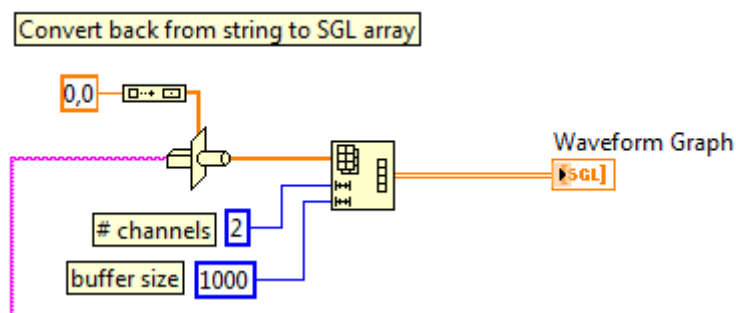 Convert back from string to SGL array
0,0
Waveform Graph
SGL]
# channels
2
buffer size
1000